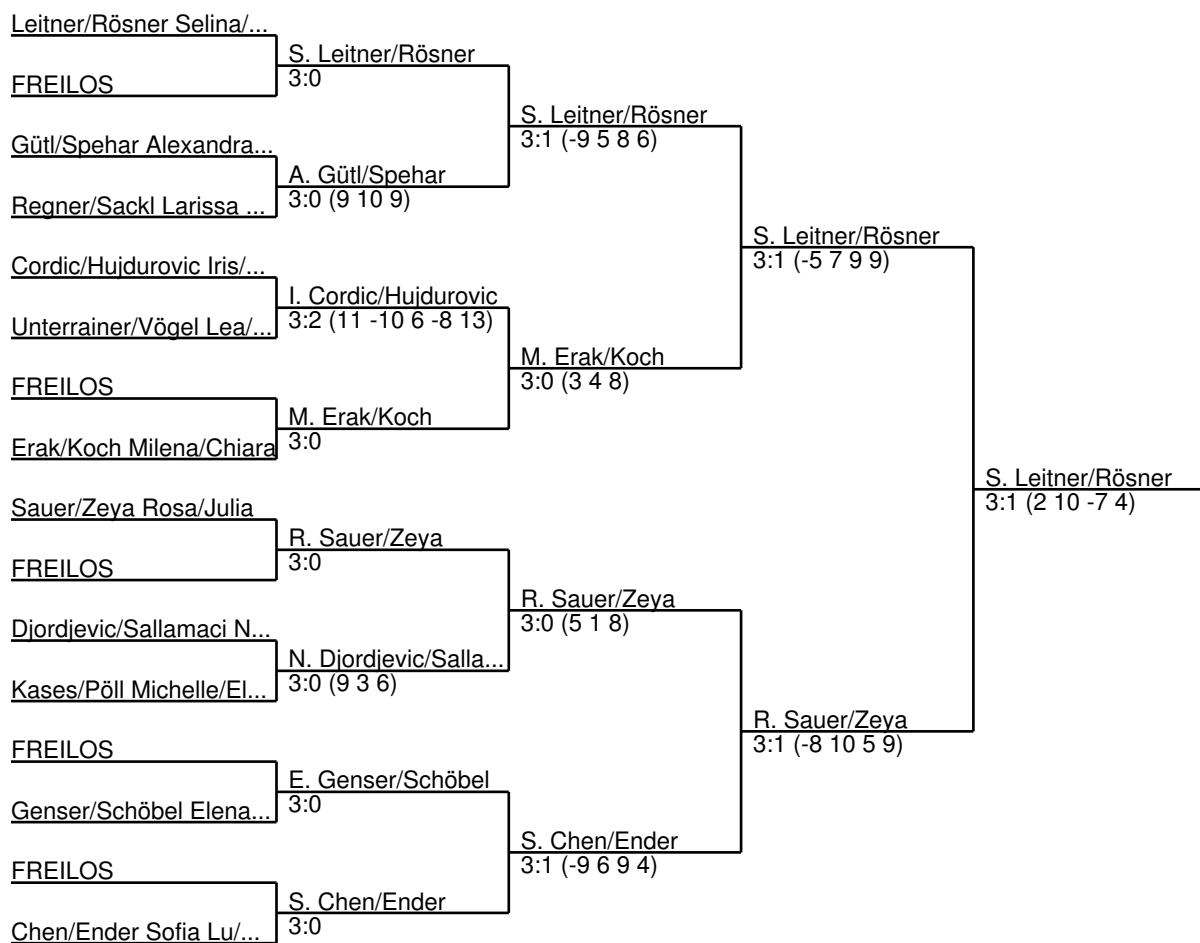 Leitner/Rösner Selina/...
S. Leitner/Rösner
3:0
FREILOS
S. Leitner/Rösner
3:1 (-9 5 8 6)
Gütl/Spehar Alexandra...
A. Gütl/Spehar
3:0 (9 10 9)
Regner/Sackl Larissa ...
S. Leitner/Rösner
3:1 (-5 7 9 9)
Cordic/Hujdurovic Iris/...
I. Cordic/Hujdurovic
3:2 (11 -10 6 -8 13)
Unterrainer/Vögel Lea/...
M. Erak/Koch
3:0 (3 4 8)
FREILOS
M. Erak/Koch
3:0
Erak/Koch Milena/Chiara
S. Leitner/Rösner
3:1 (2 10 -7 4)
Sauer/Zeya Rosa/Julia
R. Sauer/Zeya
3:0
FREILOS
R. Sauer/Zeya
3:0 (5 1 8)
Djordjevic/Sallamaci N...
N. Djordjevic/Salla...
3:0 (9 3 6)
Kases/Pöll Michelle/El...
R. Sauer/Zeya
3:1 (-8 10 5 9)
FREILOS
E. Genser/Schöbel
3:0
Genser/Schöbel Elena...
S. Chen/Ender
3:1 (-9 6 9 4)
FREILOS
S. Chen/Ender
3:0
Chen/Ender Sofia Lu/...